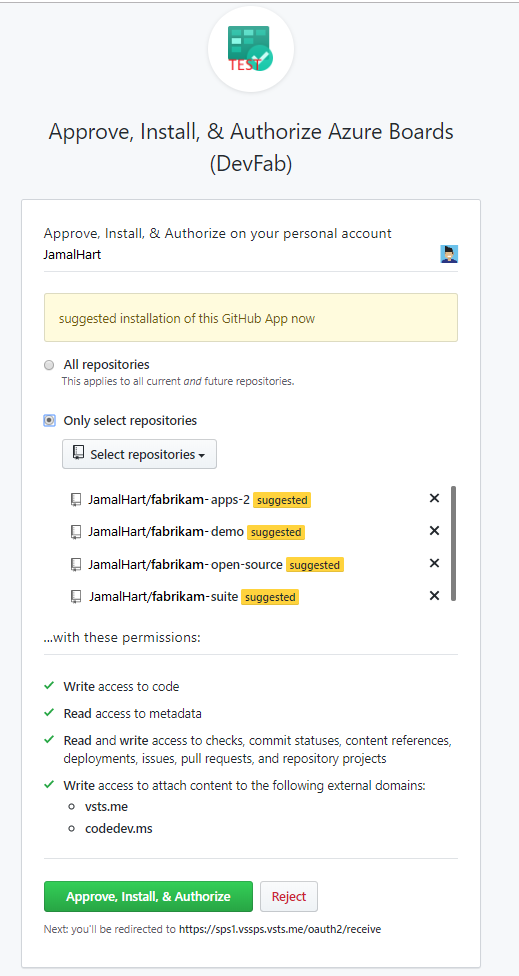 TEST
Approve, Install, & Authorize Azure Boards
(DevFab)
Approve, Install, & Authorize on your personal account
JamalHart
suggested installation of this GitHub App now
All repositories
This applies to all current and future repositories.
Only select repositories
Select repositories
JamalHart/fabrikam-apps-2 suggested
JamalHart/fabrikam-demo suggested
JamalHart/fabrikam-open-source suggested
JamalHart/fabrikam-suite suggested
...with these permissions:
Write access to code
Read access to metadata
Read and write access to checks, commit statuses, content references,
deployments, issues, pull requests, and repository projects
Write access to attach content to the following external domains:
vsts.me
codedev.ms
Approve, Install, & Authorize Reject
Next: you'll be redirected to https://sps1.vssps.vsts.me/oauth2/receive